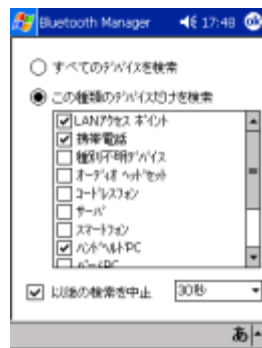 Bluetooth Manager 17:48 ok
すべてのﾃﾞﾊﾞｲｽを検索
この種類のﾃﾞﾊﾞｲｽだけを検索
LANｱｸｾｽ ﾎﾟｲﾝﾄ
携帯電話
種別不明ﾃﾞﾊﾞｲｽ
ｵｰﾃﾞｨｵ ﾍｯﾄﾞｾｯﾄ
ｺｰﾄﾞﾚｽﾌｫﾝ
ｻｰﾊﾞ
ｽﾏｰﾄﾌｫﾝ
ﾊﾝﾄﾞﾍﾙﾄﾞPC
以後の検索を中止 30秒
あ